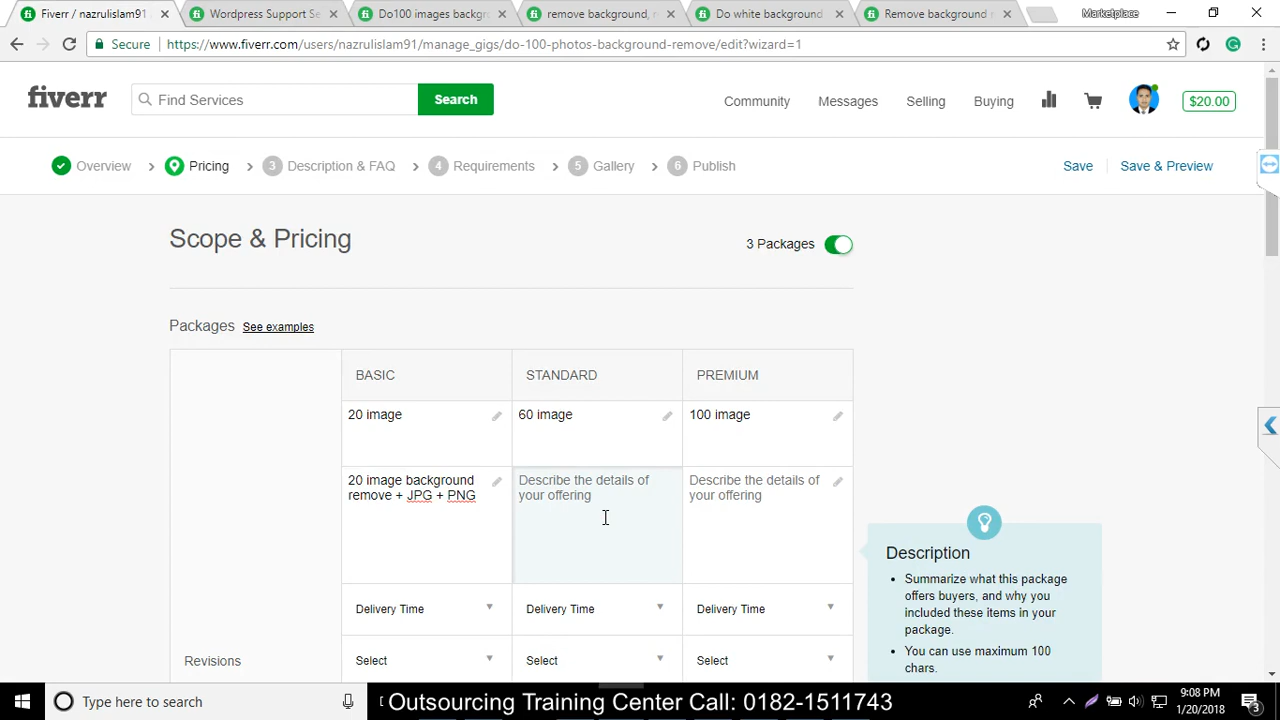 Fiverr / nazrulislam91
Wordpress Support Se
Do100 images backgr
remove background, r
Do white background
Remove background
Marketplace
Secure
https://www.fiverr.com/users/nazrulislam91/manage_gigs/do-100-photos-background-remove/edit?wizard=1
fiverr
Find Services
Search
Community
Messages
Selling
Buying
$20.00
Overview
Pricing
3 Description & FAQ
4 Requirements
5 Gallery
6 Publish
Save
Save & Preview
Scope & Pricing
3 Packages
Packages See examples
BASIC STANDARD PREMIUM
20 image 60 image 100 image
20 image background
remove + JPG + PNG
Describe the details of
your offering
Describe the details of
your offering
Delivery Time Delivery Time Delivery Time
Revisions Select Select Select
Description
Summarize what this package
offers buyers, and why you
included these items in your
package.
You can use maximum 100
chars.
Type here to search
Outsourcing Training Center Call: 0182-1511743
9:08 PM
1/20/2018
3